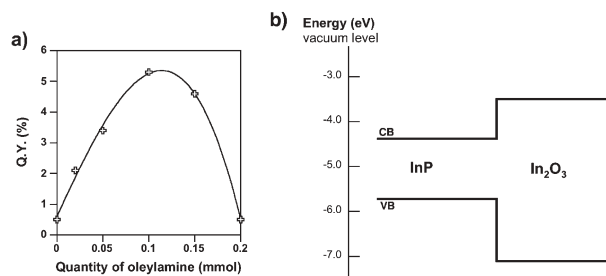 a)
6
5
4
3
2
1
0
Q.Y. (%)
0
0.05
0.1
0.15
0.2
Quantity of oleylamine (mmol)
b)
Energy (eV)
vacuum level
-3.0
-4.0
-5.0
-6.0
-7.0
CB
InP
VB
In₂O₃